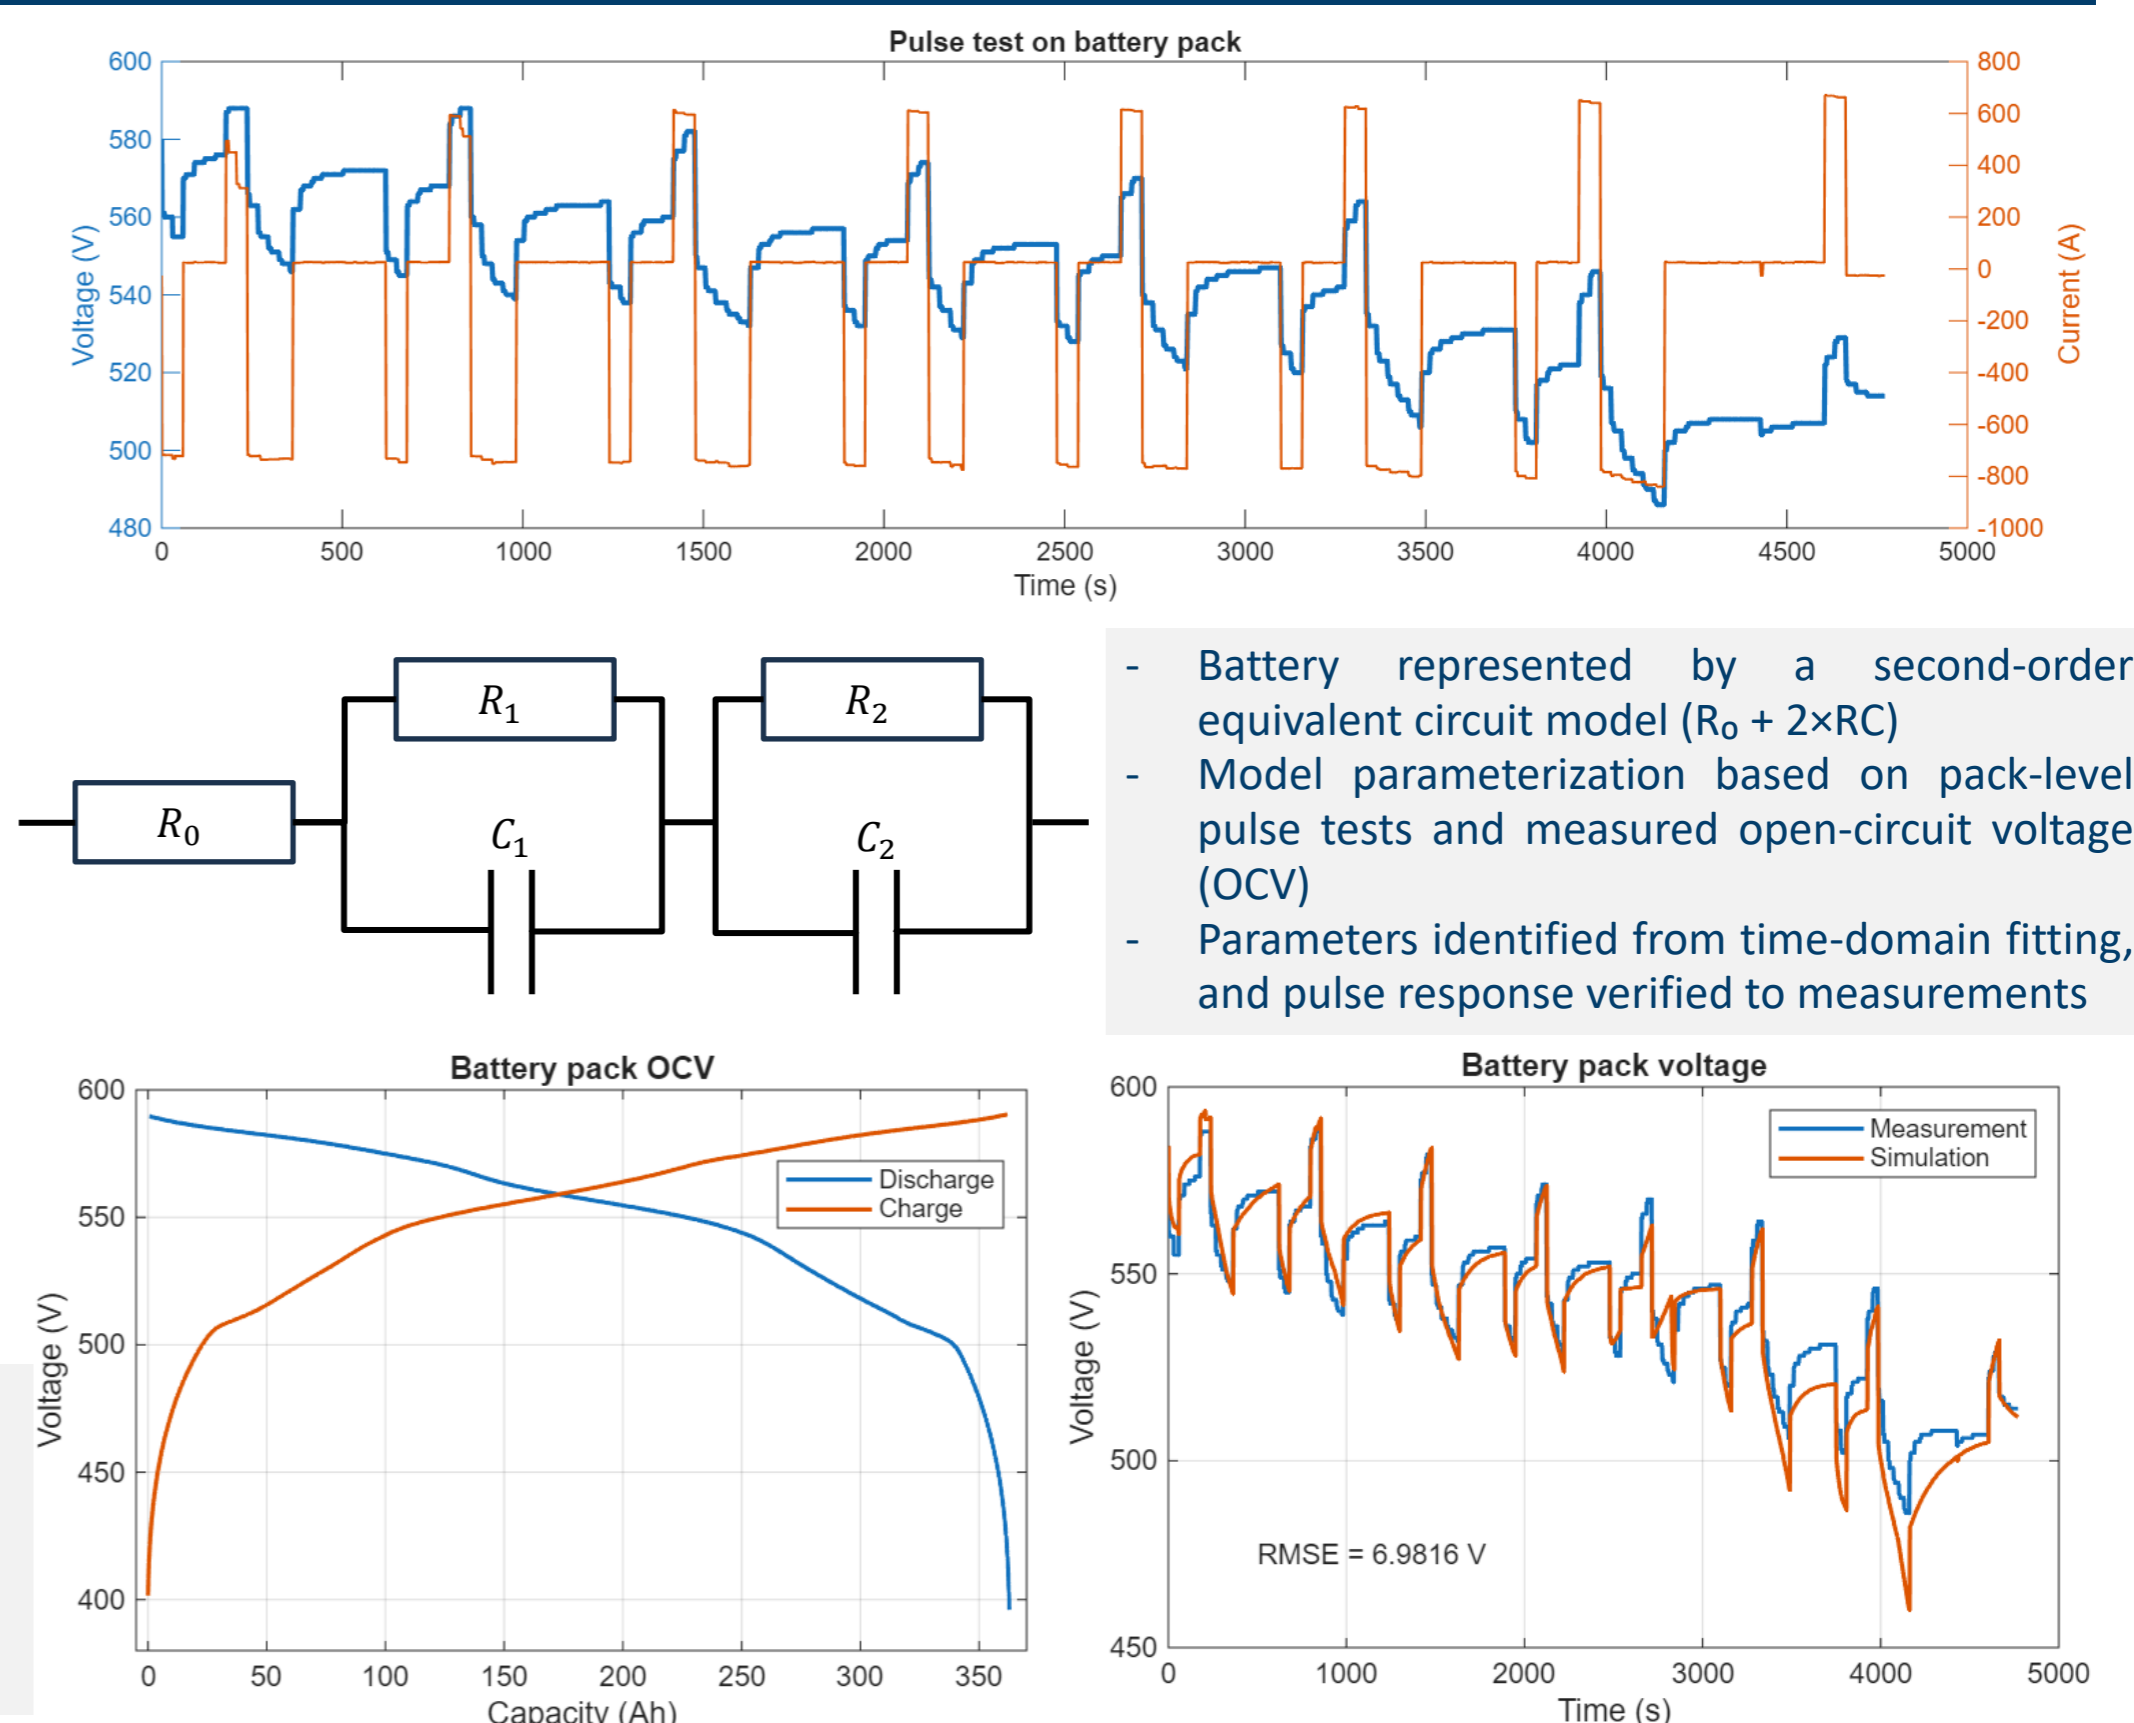 Pulse test on battery pack
600
580
560
540
520
500
480
Voltage (V)
800
600
400
200
0
-200
-400
-600
-800
-1000
Current (A)
0 500 1000 1500 2000 2500 3000 3500 4000 4500 5000
Time (s)
R0
R1
C1
R2
C2
- Battery represented by a second-order
equivalent circuit model (R₀ + 2×RC)
- Model parameterization based on pack-level
pulse tests and measured open-circuit voltage
(OCV)
- Parameters identified from time-domain fitting,
and pulse response verified to measurements
Battery pack OCV
600
550
500
450
400
Voltage (V)
Discharge
Charge
0 50 100 150 200 250 300 350
Capacity (Ah)
Battery pack voltage
600
550
500
450
Voltage (V)
Measurement
Simulation
RMSE = 6.9816 V
0 1000 2000 3000 4000 5000
Time (s)